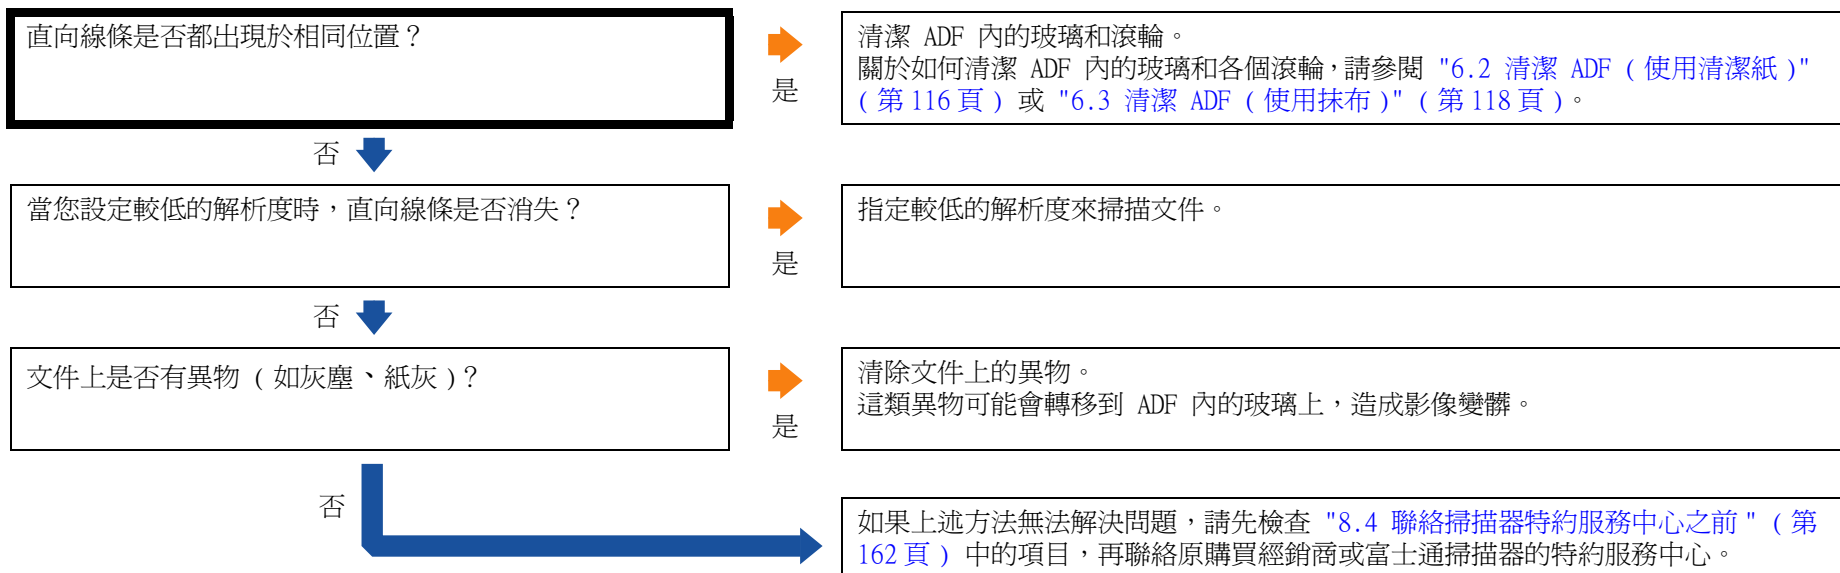 直向線條是否都出現於相同位置？
是
清潔 ADF 內的玻璃和滾輪。
關於如何清潔 ADF 內的玻璃和各個滾輪，請參閱 "6.2 清潔 ADF ( 使用清潔紙 )"
( 第 116 頁 ) 或 "6.3 清潔 ADF ( 使用抹布 )" ( 第 118 頁 )。
否
當您設定較低的解析度時，直向線條是否消失？
是
指定較低的解析度來掃描文件。
否
文件上是否有異物 ( 如灰塵、紙灰 )？
是
清除文件上的異物。
這類異物可能會轉移到 ADF 內的玻璃上，造成影像變髒。
否
如果上述方法無法解決問題，請先檢查 "8.4 聯絡掃描器特約服務中心之前 " ( 第
162 頁 ) 中的項目，再聯絡原購買經銷商或富士通掃描器的特約服務中心。